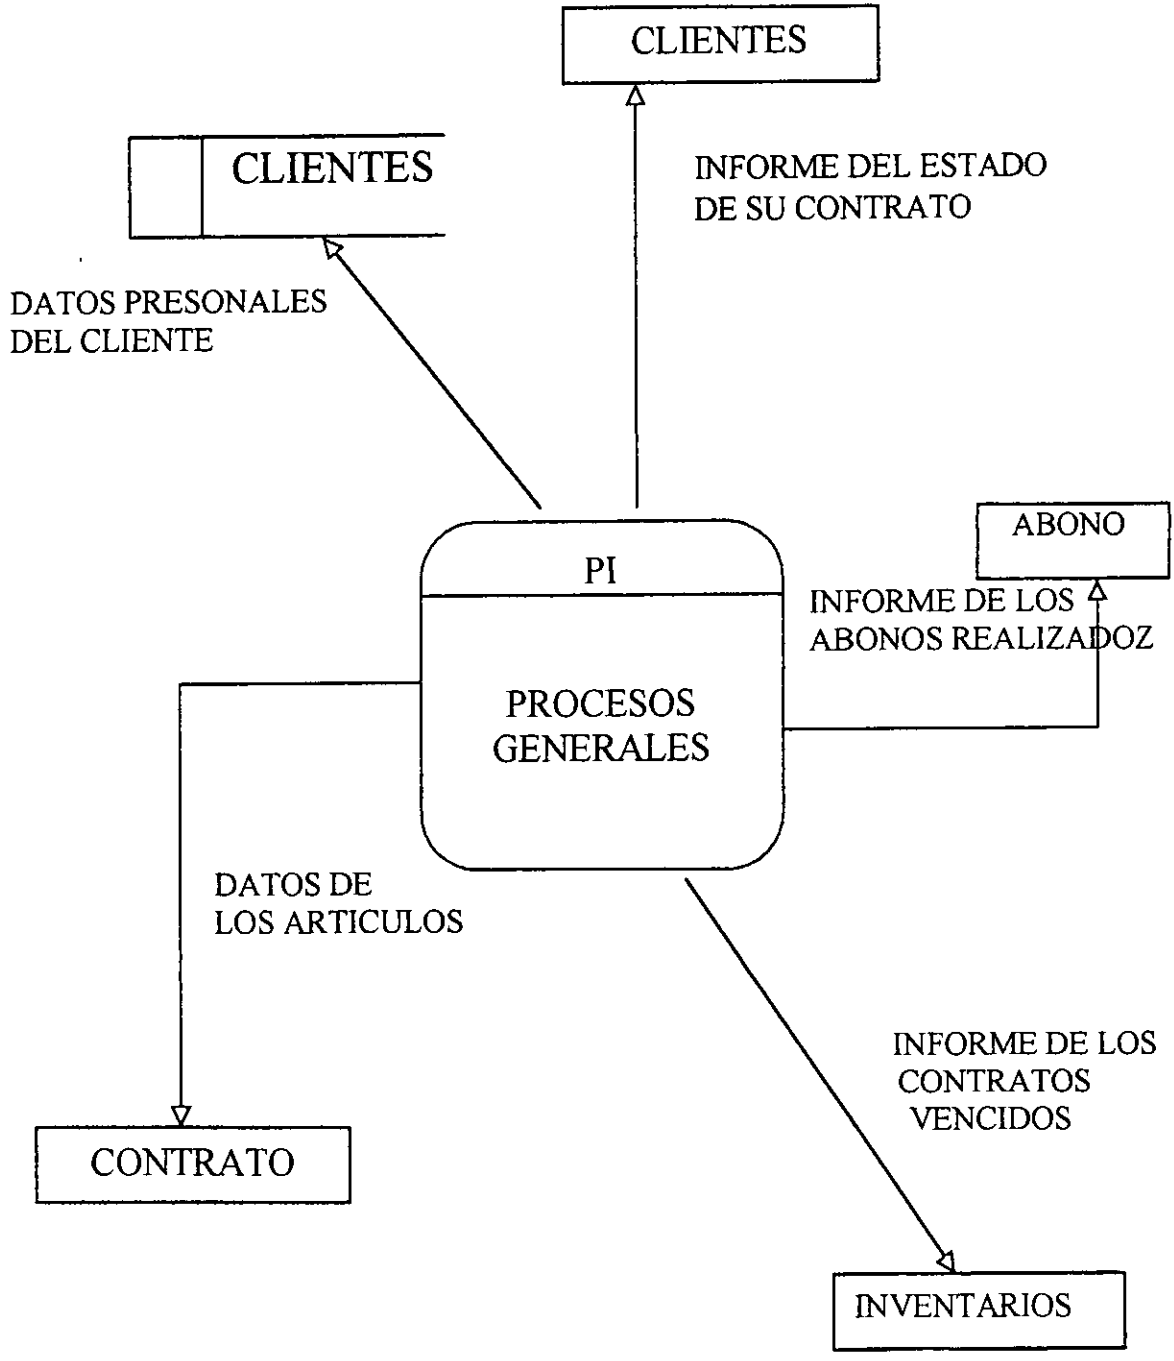 CLIENTES
CLIENTES
INFORME DEL ESTADO
DE SU CONTRATO
DATOS PRESONALES
DEL CLIENTE
ABONO
PI
INFORME DE LOS
ABONOS REALIZADOZ
PROCESOS
GENERALES
DATOS DE
LOS ARTICULOS
INFORME DE LOS
CONTRATOS
VENCIDOS
CONTRATO
INVENTARIOS